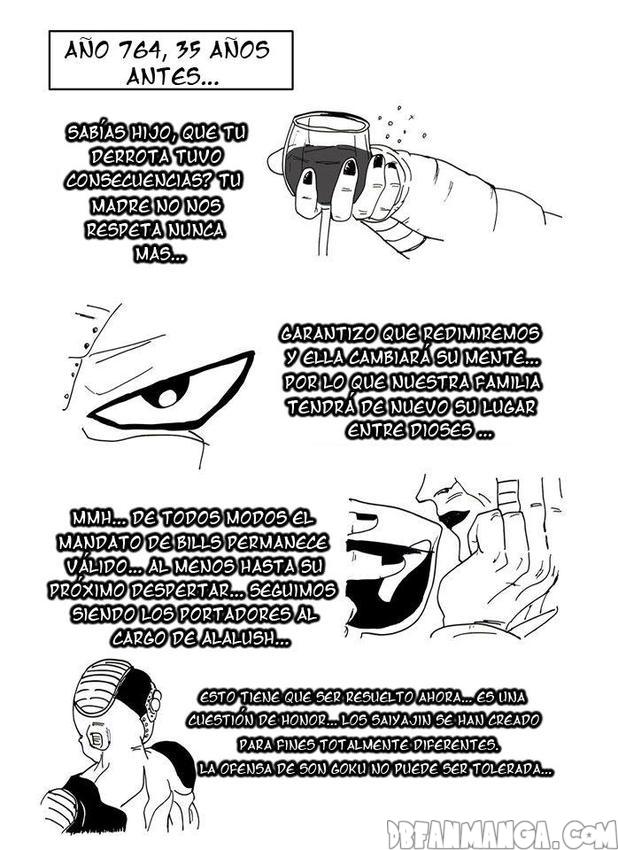 AÑO 764, 35 AÑOS
ANTES...
SABÍAS HIJO, QUE TU
DERROTA TUVO
CONSECUENCIAS? TU
MADRE NO NOS
RESPETA NUNCA
MAS...
GARANTIZO QUE REDIMIREMOS
Y ELLA CAMBIARÁ SU MENTE...
POR LO QUE NUESTRA FAMILIA
TENDRÁ DE NUEVO SU LUGAR
ENTRE DIOSES ...
MMH... DE TODOS MODOS EL
MANDATO DE BILLS PERMANECE
VÁLIDO... AL MENOS HASTA SU
PRÓXIMO DESPERTAR... SEGUIMOS
SIENDO LOS PORTADORES AL
CARGO DE ALALUSH...
ESTO TIENE QUE SER RESUELTO AHORA... ES UNA
CUESTIÓN DE HONOR... LOS SAIYAJIN SE HAN CREADO
PARA FINES TOTALMENTE DIFERENTES.
LA OFENSA DE SON GOKU NO PUEDE SER TOLERADA...
DBFANMANGA.COM